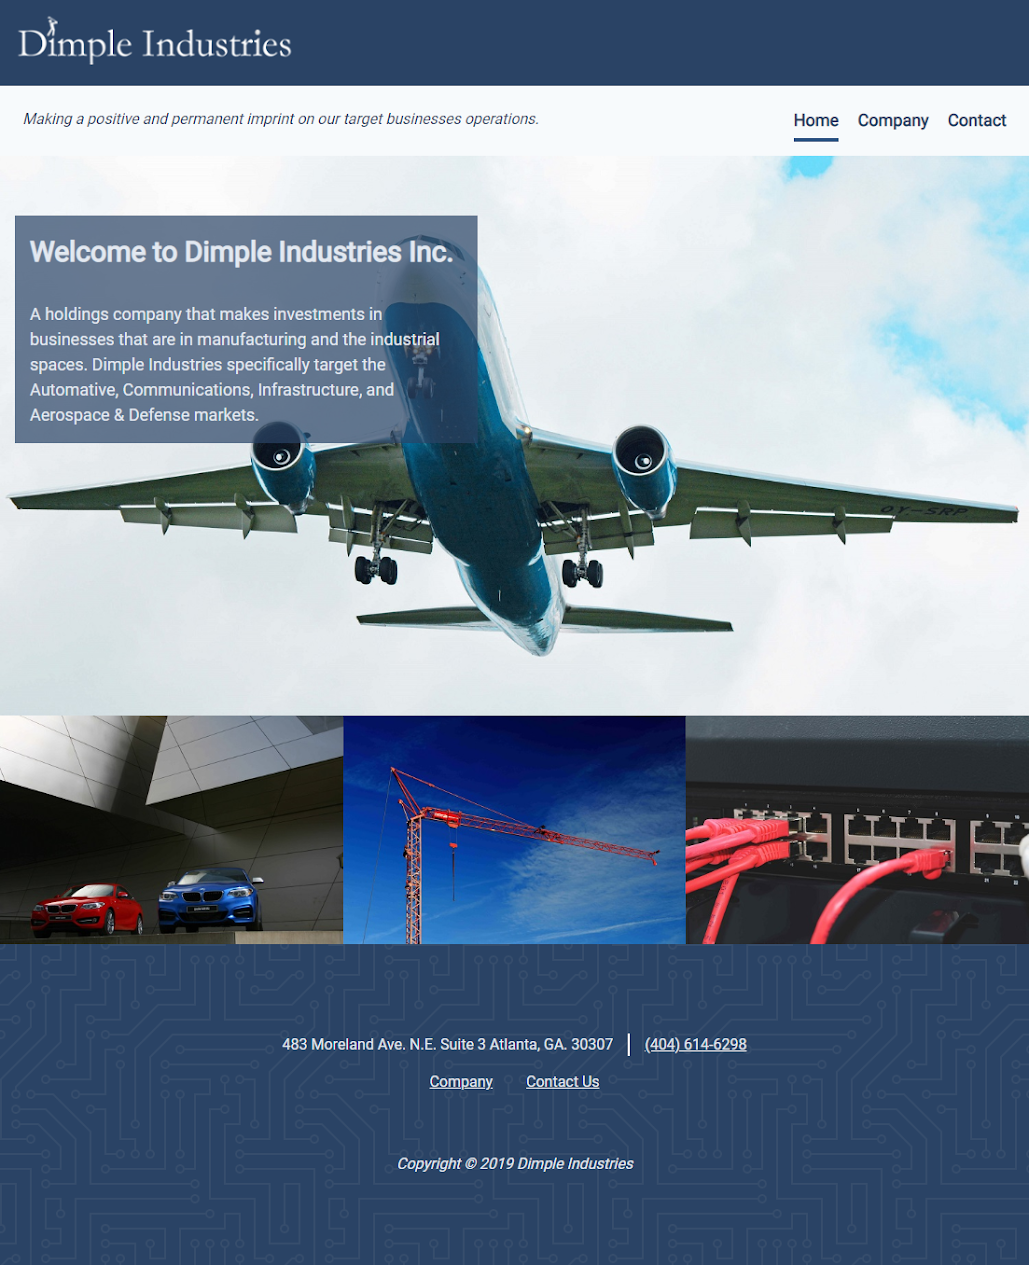 Dimple Industries
Making a positive and permanent imprint on our target businesses operations.
Home Company Contact
Welcome to Dimple Industries Inc.
A holdings company that makes investments in
businesses that are in manufacturing and the industrial
spaces. Dimple Industries specifically target the
Automative, Communications, Infrastructure, and
Aerospace & Defense markets.
OY-SRP
483 Moreland Ave. N.E. Suite 3 Atlanta, GA. 30307 | (404) 614-6298
Company Contact Us
Copyright © 2019 Dimple Industries